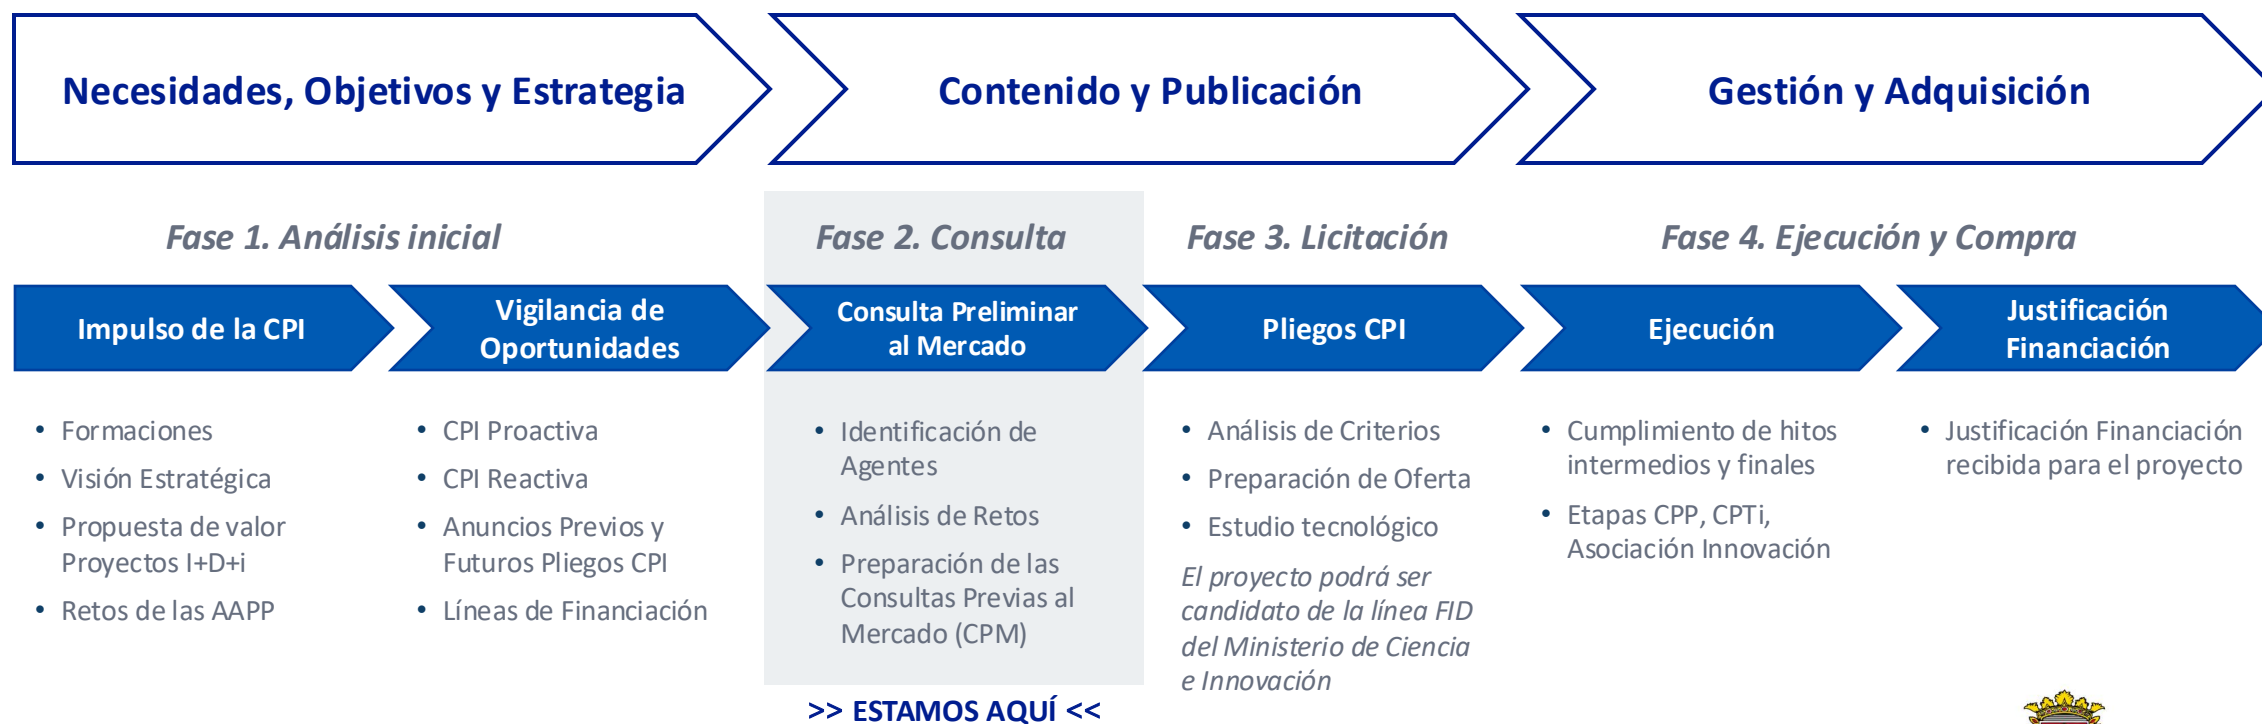 Necesidades, Objetivos y Estrategia
Contenido y Publicación
Gestión y Adquisición
Fase 1. Análisis inicial
Fase 2. Consulta
Fase 3. Licitación
Fase 4. Ejecución y Compra
Impulso de la CPI
Vigilancia de
Oportunidades
Consulta Preliminar
al Mercado
Pliegos CPI
Ejecución
Justificación
Financiación
• Formaciones
• Visión Estratégica
• Propuesta de valor
Proyectos I+D+i
• Retos de las AAPP
• CPI Proactiva
• CPI Reactiva
• Anuncios Previos y
Futuros Pliegos CPI
• Líneas de Financiación
• Identificación de
Agentes
• Análisis de Retos
• Preparación de las
Consultas Previas al
Mercado (CPM)
>> ESTAMOS AQUÍ <<
• Análisis de Criterios
• Preparación de Oferta
• Estudio tecnológico
El proyecto podrá ser
candidato de la línea FID
del Ministerio de Ciencia
e Innovación
• Cumplimiento de hitos
intermedios y finales
• Etapas CPP, CPTi,
Asociación Innovación
• Justificación Financiación
recibida para el proyecto